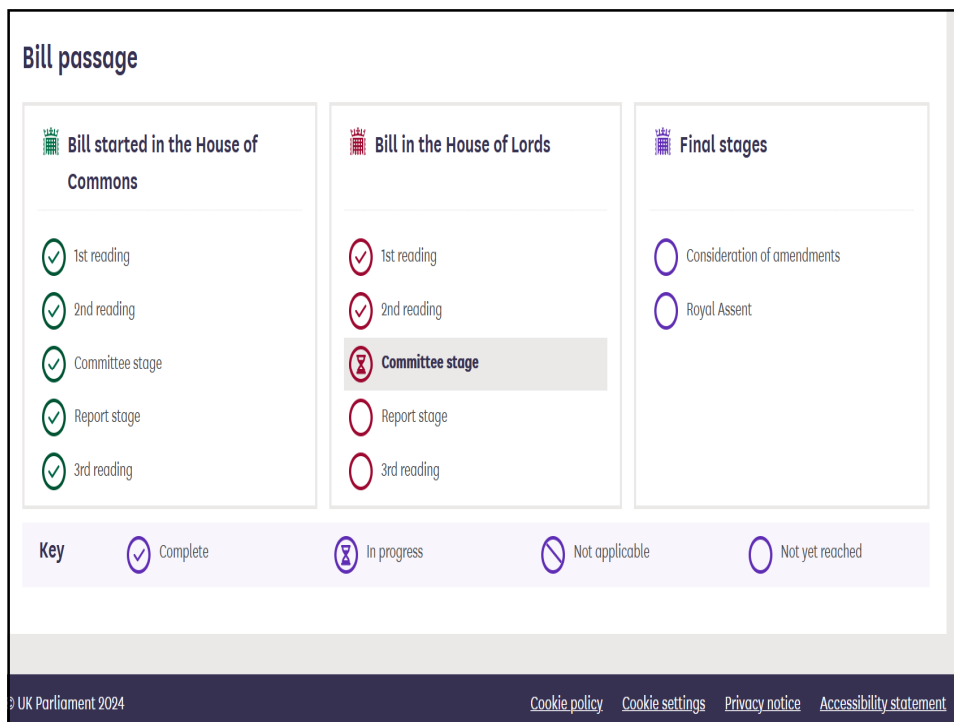 Bill passage
Bill started in the House of
Commons
1st reading
2nd reading
Committee stage
Report stage
3rd reading
Bill in the House of Lords
1st reading
2nd reading
Committee stage
Report stage
3rd reading
Final stages
Consideration of amendments
Royal Assent
Key Complete In progress Not applicable Not yet reached
© UK Parliament 2024 Cookie policy Cookie settings Privacy notice Accessibility statement